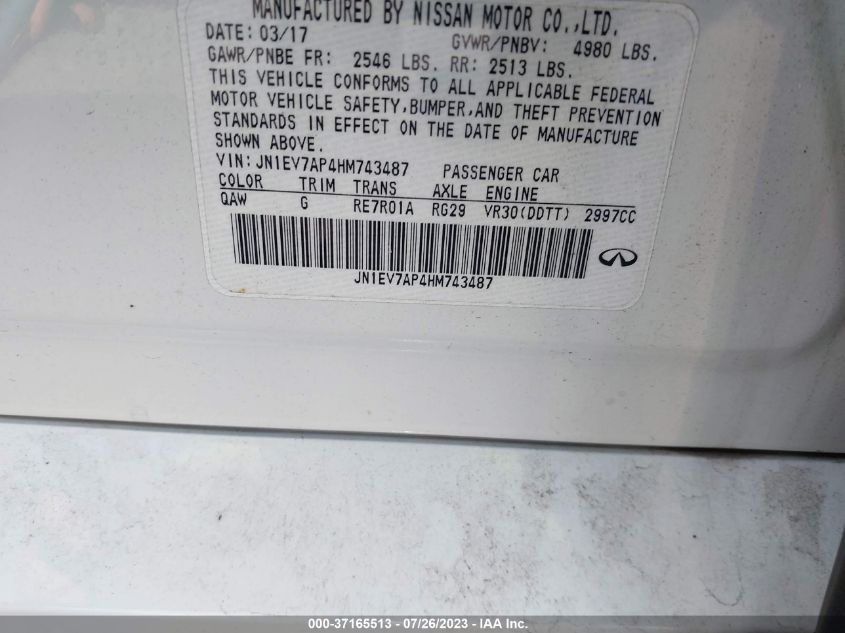 MANUFACTURED BY NISSAN MOTOR CO.,LTD.
DATE: 03/17 GVWR/PNBV: 4980 LBS.
GAWR/PNBE FR: 2546 LBS. RR: 2513 LBS.
THIS VEHICLE CONFORMS TO ALL APPLICABLE FEDERAL
MOTOR VEHICLE SAFETY,BUMPER,AND THEFT PREVENTION
STANDARDS IN EFFECT ON THE DATE OF MANUFACTURE
SHOWN ABOVE.
VIN:JN1EV7AP4HM743487 PASSENGER CAR
COLOR TRIM TRANS AXLE ENGINE
QAW G RE7R01A RG29 VR30(DDTT) 2997CC
JN1EV7AP4HM743487
000-37165513 - 07/26/2023 - IAA Inc.